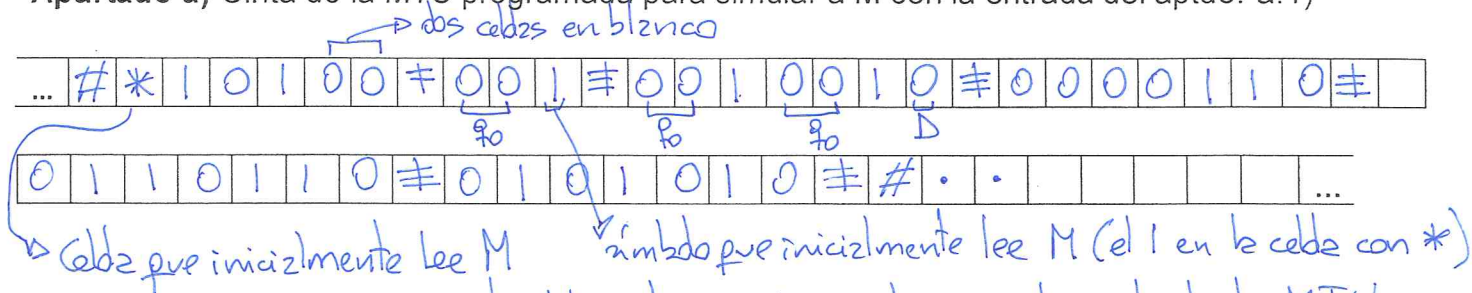 Apartado a) Cinta de la MTU programada para simular a M con la entrada del aptdo. a.1)
dos celdas en blanco
... # * 1 0 1 0 0 ≠ 0 0 1 ≢ 0 0 1 0 0 1 0 ≢ 0 0 0 0 1 1 0 ≢
q0 q0 q0 D
0 1 1 0 1 1 0 ≢ 0 1 0 1 0 1 0 ≢ # . . ...
Celda que inicialmente lee M símbolo que inicialmente lee M (el 1 en la celda con *)